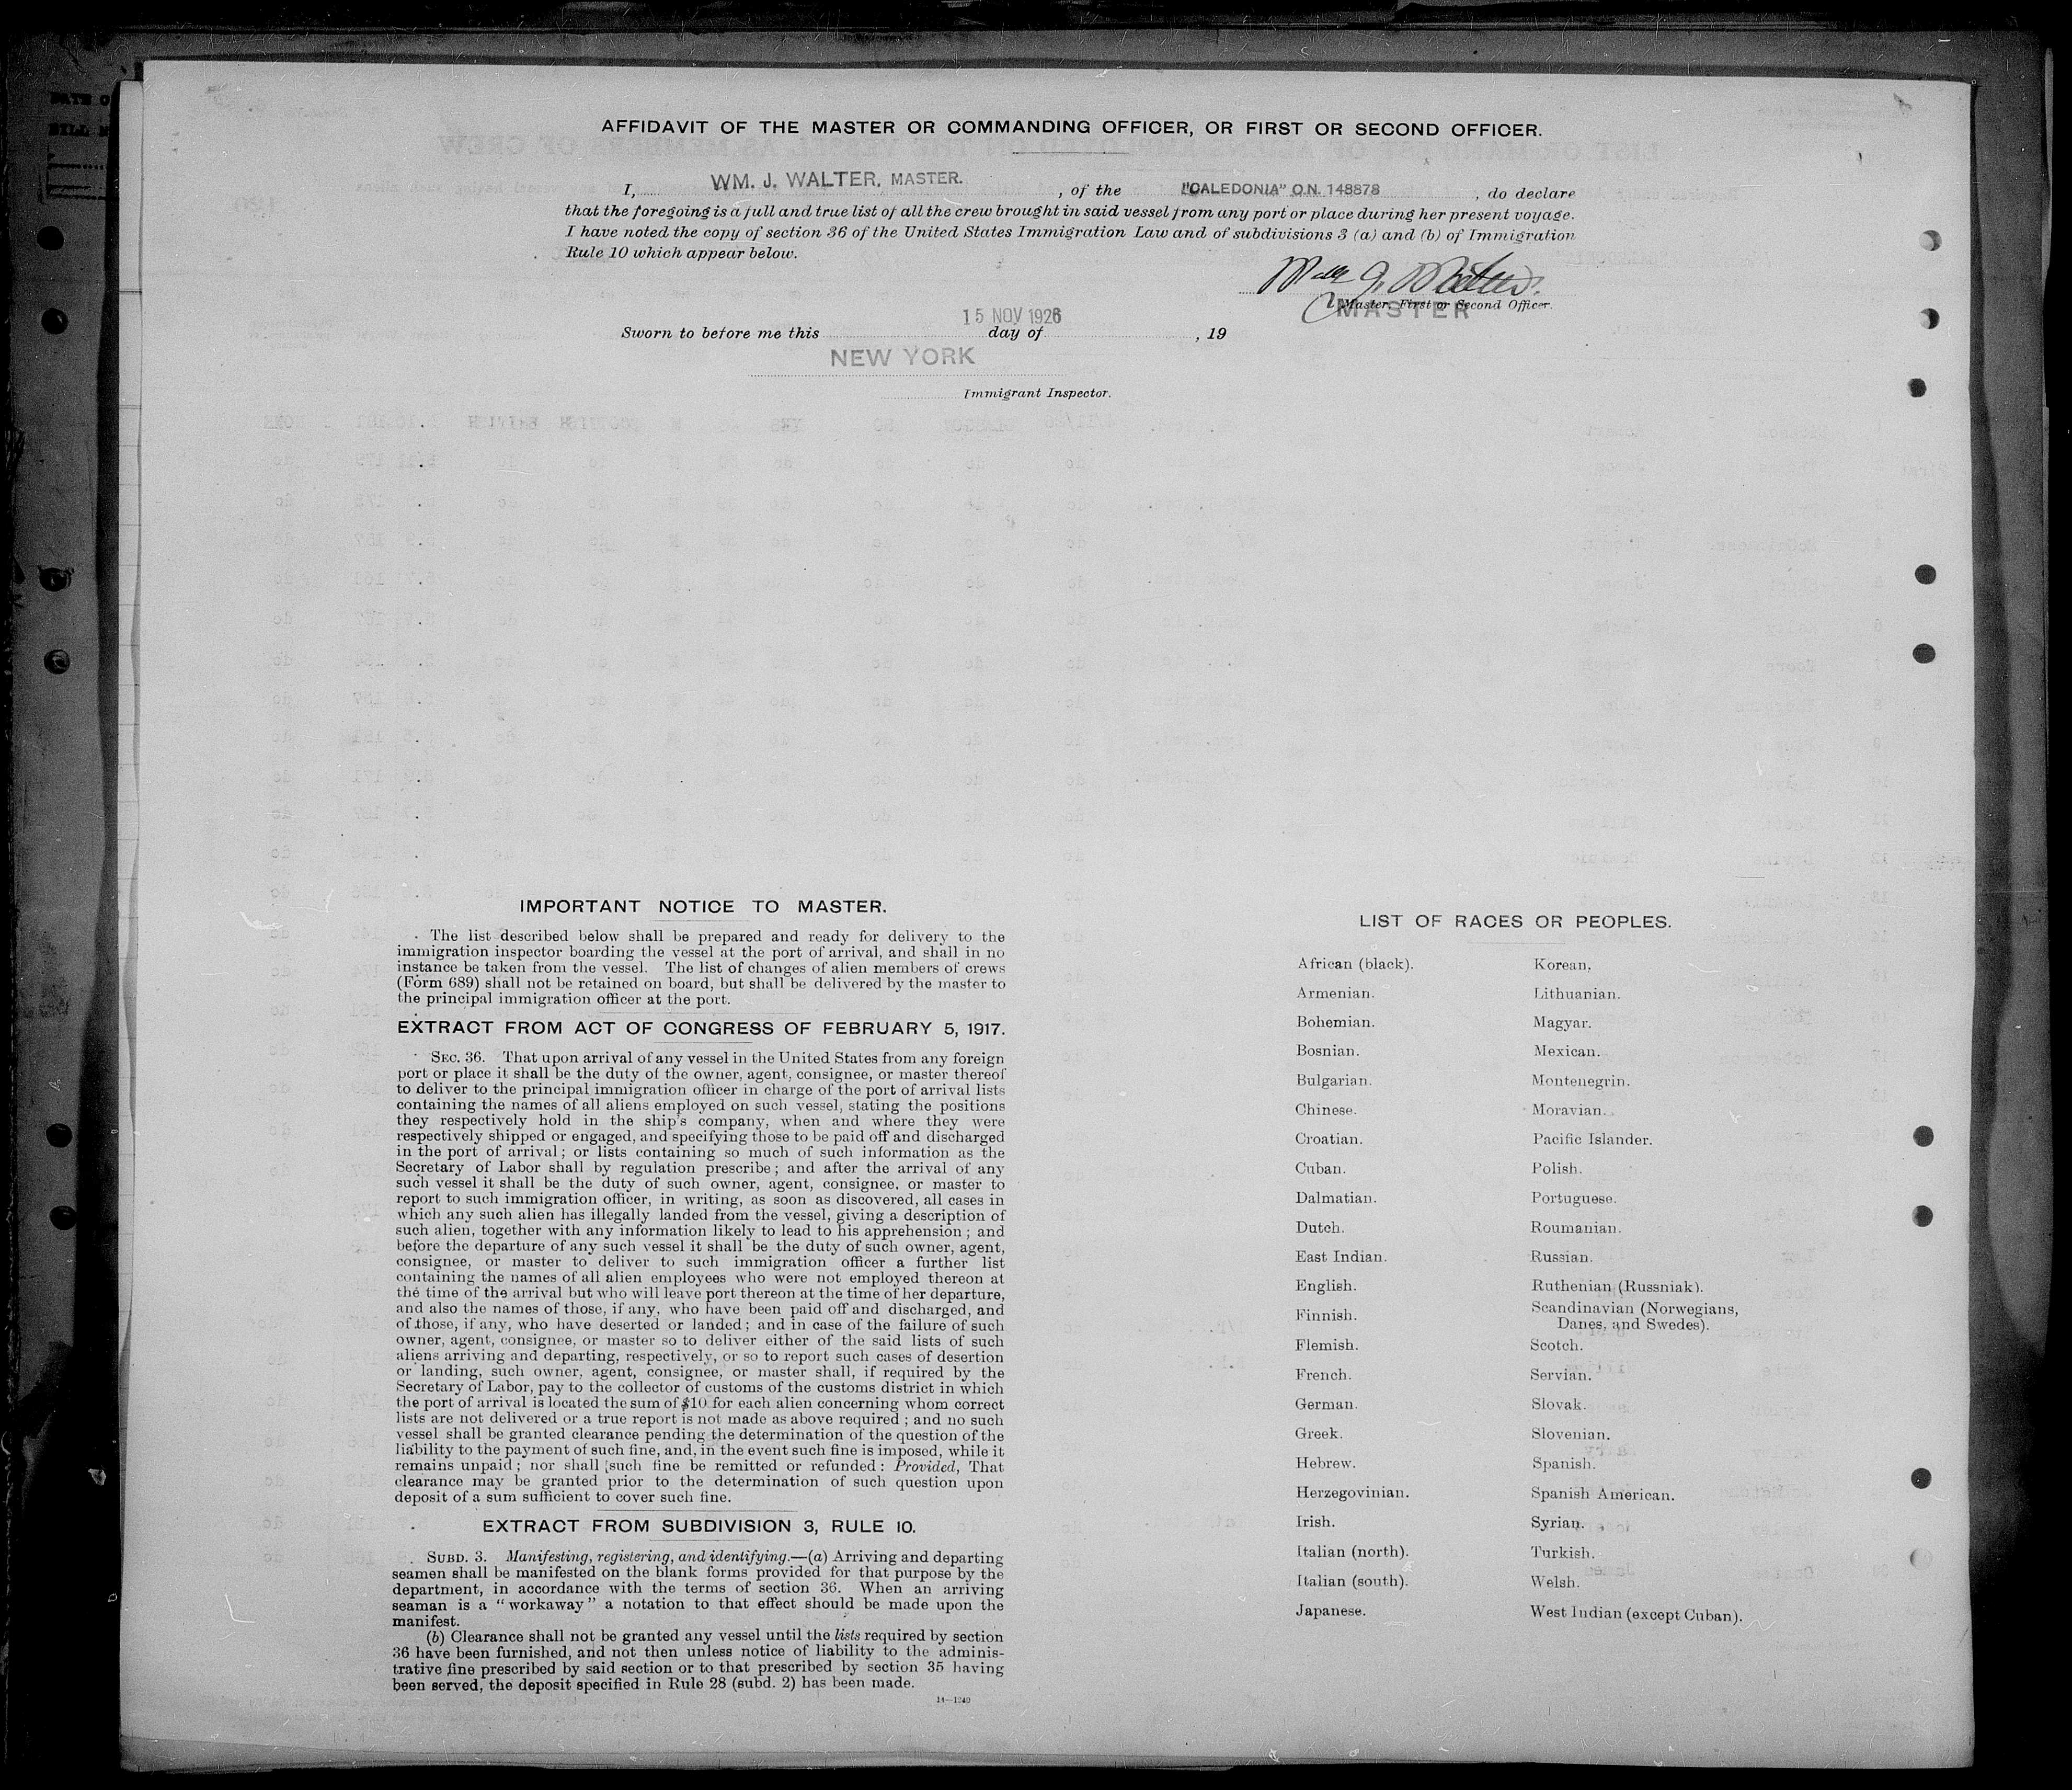 AFFIDAVIT OF THE MASTER OR COMMANDING OFFICER, OR FIRST OR SECOND OFFICER.
I, WM. J. WALTER, MASTER. , of the "CALEDONIA" O.N. 148878 , do declare
that the foregoing is a full and true list of all the crew brought in said vessel from any port or place during her present voyage.
I have noted the copy of section 36 of the United States Immigration Law and of subdivisions 3 (a) and (b) of Immigration
Rule 10 which appear below.
Master, First or Second Officer.
MASTER
15 NOV 1926
Sworn to before me this day of , 19
NEW YORK
Immigrant Inspector.
IMPORTANT NOTICE TO MASTER.
The list described below shall be prepared and ready for delivery to the
immigration inspector boarding the vessel at the port of arrival, and shall in no
instance be taken from the vessel. The list of changes of alien members of crews
(Form 689) shall not be retained on board, but shall be delivered by the master to
the principal immigration officer at the port.
EXTRACT FROM ACT OF CONGRESS OF FEBRUARY 5, 1917.
SEC. 36. That upon arrival of any vessel in the United States from any foreign
port or place it shall be the duty of the owner, agent, consignee, or master thereof
to deliver to the principal immigration officer in charge of the port of arrival lists
containing the names of all aliens employed on such vessel, stating the positions
they respectively hold in the ship's company, when and where they were
respectively shipped or engaged, and specifying those to be paid off and discharged
in the port of arrival; or lists containing so much of such information as the
Secretary of Labor shall by regulation prescribe; and after the arrival of any
such vessel it shall be the duty of such owner, agent, consignee, or master to
report to such immigration officer, in writing, as soon as discovered, all cases in
which any such alien has illegally landed from the vessel, giving a description of
such alien, together with any information likely to lead to his apprehension; and
before the departure of any such vessel it shall be the duty of such owner, agent,
consignee, or master to deliver to such immigration officer a further list
containing the names of all alien employees who were not employed thereon at
the time of the arrival but who will leave port thereon at the time of her departure,
and also the names of those, if any, who have been paid off and discharged, and
of those, if any, who have deserted or landed; and in case of the failure of such
owner, agent, consignee, or master so to deliver either of the said lists of such
aliens arriving and departing, respectively, or so to report such cases of desertion
or landing, such owner, agent, consignee, or master shall, if required by the
Secretary of Labor, pay to the collector of customs of the customs district in which
the port of arrival is located the sum of $10 for each alien concerning whom correct
lists are not delivered or a true report is not made as above required; and no such
vessel shall be granted clearance pending the determination of the question of the
liability to the payment of such fine, and, in the event such fine is imposed, while it
remains unpaid; nor shall such fine be remitted or refunded: Provided, That
clearance may be granted prior to the determination of such question upon
deposit of a sum sufficient to cover such fine.
EXTRACT FROM SUBDIVISION 3, RULE 10.
SUBD. 3. Manifesting, registering, and identifying.—(a) Arriving and departing
seamen shall be manifested on the blank forms provided for that purpose by the
department, in accordance with the terms of section 36. When an arriving
seaman is a "workaway" a notation to that effect should be made upon the
manifest.
(b) Clearance shall not be granted any vessel until the lists required by section
36 have been furnished, and not then unless notice of liability to the adminis-
trative fine prescribed by said section or to that prescribed by section 35 having
been served, the deposit specified in Rule 28 (subd. 2) has been made.
14—1240
LIST OF RACES OR PEOPLES.
African (black).
Armenian.
Bohemian.
Bosnian.
Bulgarian.
Chinese.
Croatian.
Cuban.
Dalmatian.
Dutch.
East Indian.
English.
Finnish.
Flemish.
French.
German.
Greek.
Hebrew.
Herzegovinian.
Irish.
Italian (north).
Italian (south).
Japanese.
Korean.
Lithuanian.
Magyar.
Mexican.
Montenegrin.
Moravian.
Pacific Islander.
Polish.
Portuguese.
Roumanian.
Russian.
Ruthenian (Russniak).
Scandinavian (Norwegians,
Danes, and Swedes).
Scotch.
Servian.
Slovak.
Slovenian.
Spanish.
Spanish American.
Syrian.
Turkish.
Welsh.
West Indian (except Cuban).